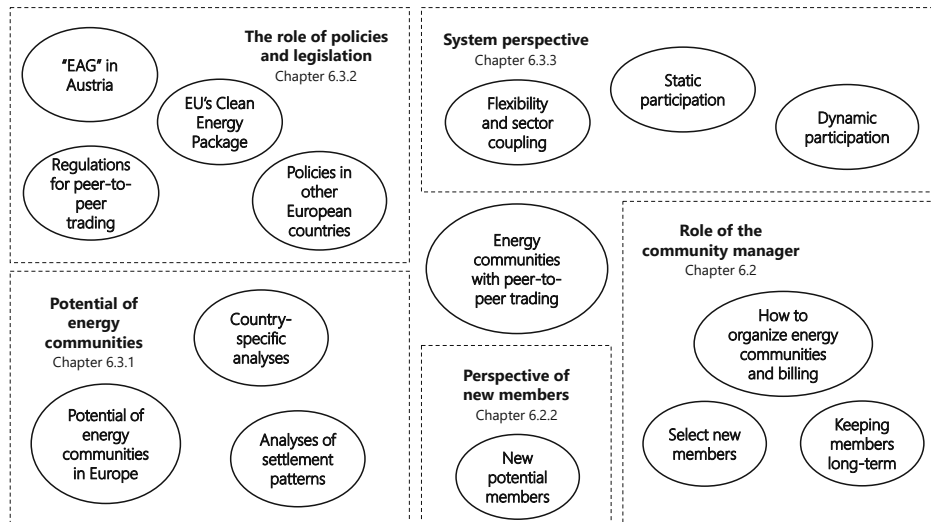 The role of policies
and legislation
Chapter 6.3.2
"EAG" in
Austria
EU's Clean
Energy
Package
Regulations
for peer-to-
peer
trading
Policies in
other
European
countries
System perspective
Chapter 6.3.3
Flexibility
and sector
coupling
Static
participation
Dynamic
participation
Energy
communities
with peer-to-
peer trading
Role of the
community manager
Chapter 6.2
How to
organize energy
communities
and billing
Select new
members
Keeping
members
long-term
Potential of
energy
communities
Chapter 6.3.1
Country-
specific
analyses
Potential of
energy
communities
in Europe
Analyses of
settlement
patterns
Perspective of
new members
Chapter 6.2.2
New
potential
members